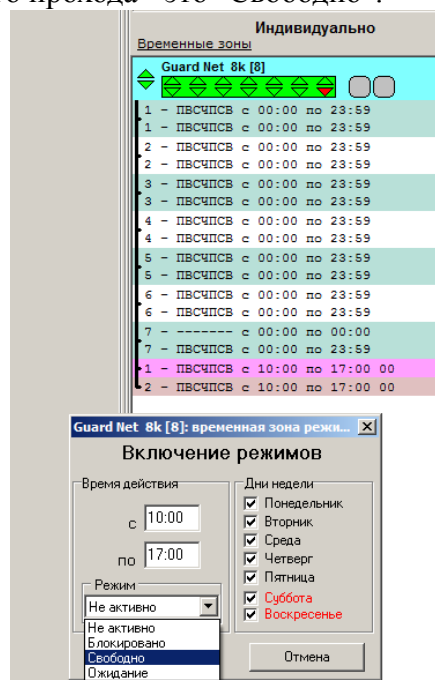 го прохода "это "Свободно".
Индивидуально
Временные зоны
Guard Net 8k [8]
1 - ПВСЧПСВ с 00:00 по 23:59
1 - ПВСЧПСВ с 00:00 по 23:59
2 - ПВСЧПСВ с 00:00 по 23:59
2 - ПВСЧПСВ с 00:00 по 23:59
3 - ПВСЧПСВ с 00:00 по 23:59
3 - ПВСЧПСВ с 00:00 по 23:59
4 - ПВСЧПСВ с 00:00 по 23:59
4 - ПВСЧПСВ с 00:00 по 23:59
5 - ПВСЧПСВ с 00:00 по 23:59
5 - ПВСЧПСВ с 00:00 по 23:59
6 - ПВСЧПСВ с 00:00 по 23:59
6 - ПВСЧПСВ с 00:00 по 23:59
7 - ------- с 00:00 по 00:00
7 - ПВСЧПСВ с 00:00 по 23:59
1 - ПВСЧПСВ с 10:00 по 17:00 00
2 - ПВСЧПСВ с 10:00 по 17:00 00
Guard Net 8k [8]: временная зона режи...
Включение режимов
Время действия
с 10:00
по 17:00
Режим
Не активно
Не активно
Блокировано
Свободно
Ожидание
Дни недели
Понедельник
Вторник
Среда
Четверг
Пятница
Суббота
Воскресенье
Отмена